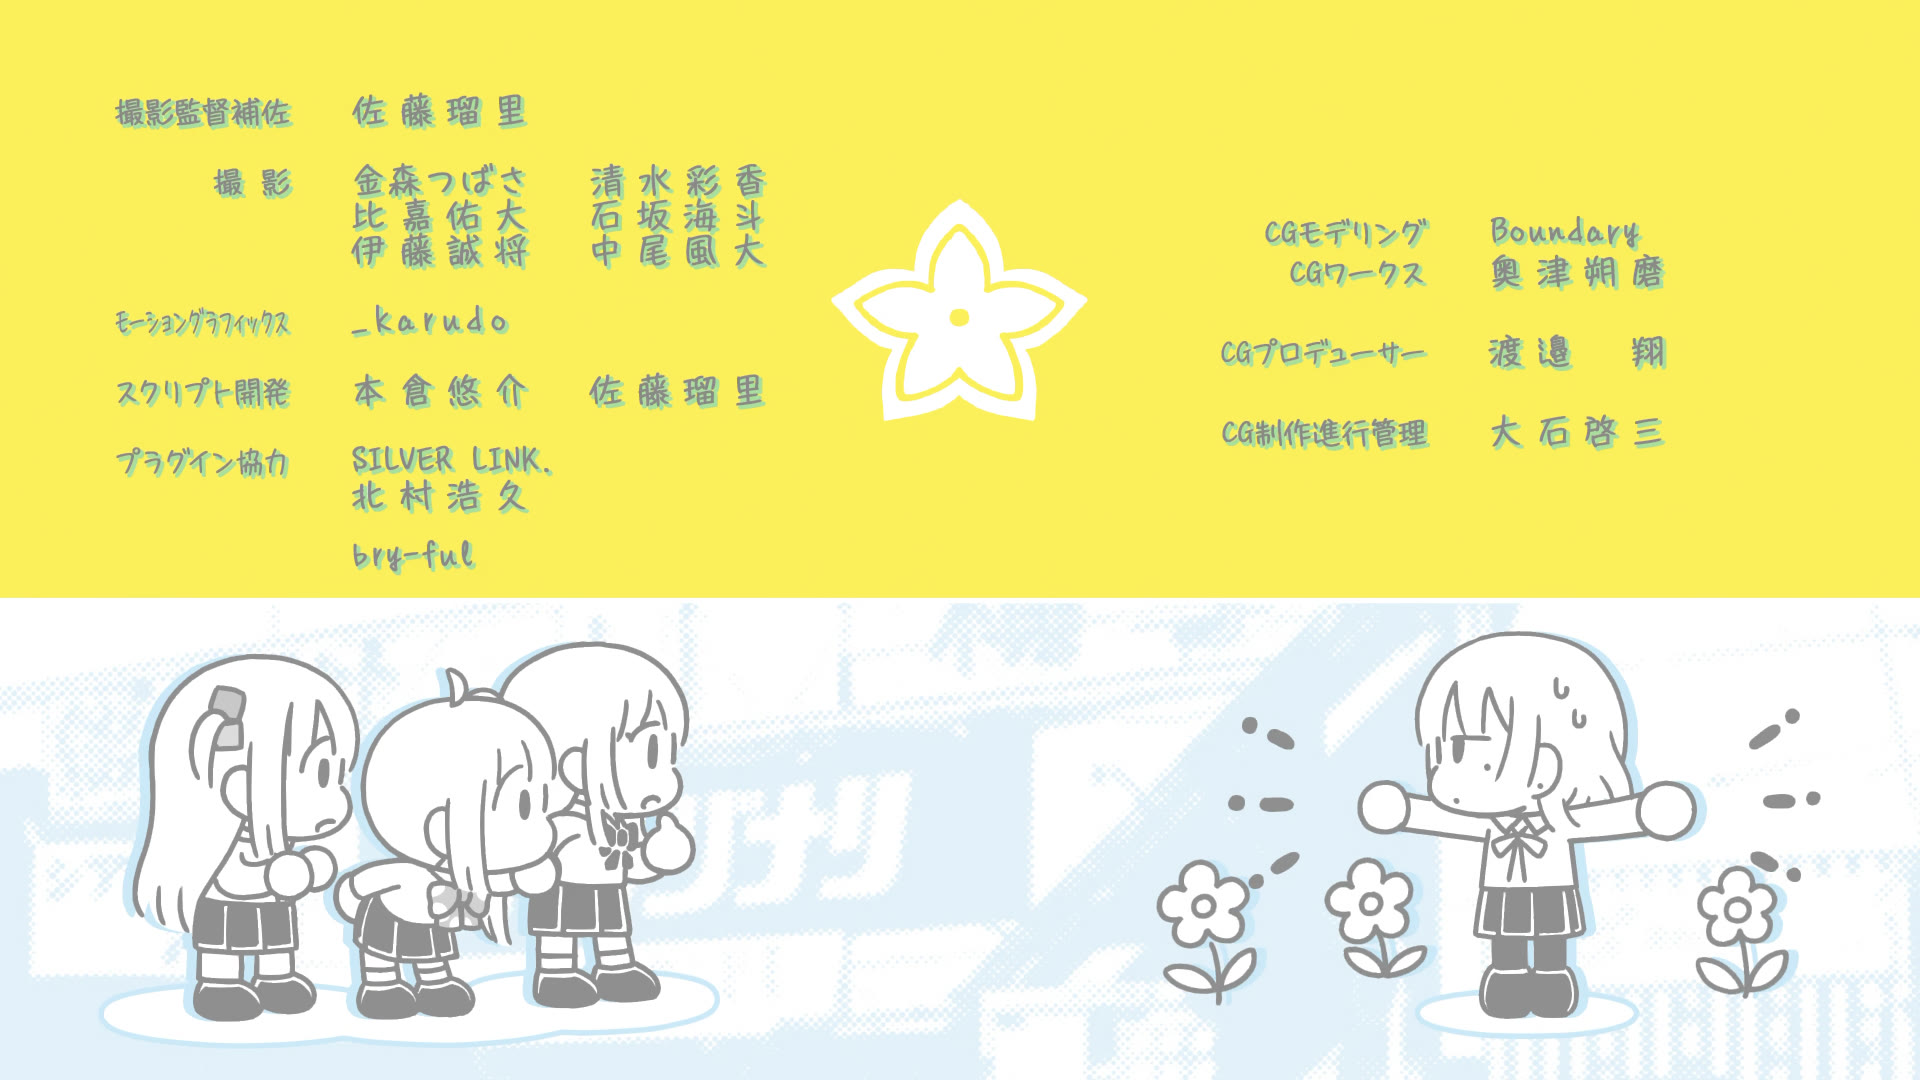 撮影監督補佐 佐藤瑠里
撮影 金森つばさ 清水彩香
比嘉佑大 石坂海斗
伊藤誠将 中尾風大
モーショングラフィックス _karudo
スクリプト開発 本倉悠介 佐藤瑠里
プラグイン協力 SILVER LINK.
北村浩久
bry-ful
CGモデリング Boundary
CGワークス 奥津朔磨
CGプロデューサー 渡邉 翔
CG制作進行管理 大石啓三